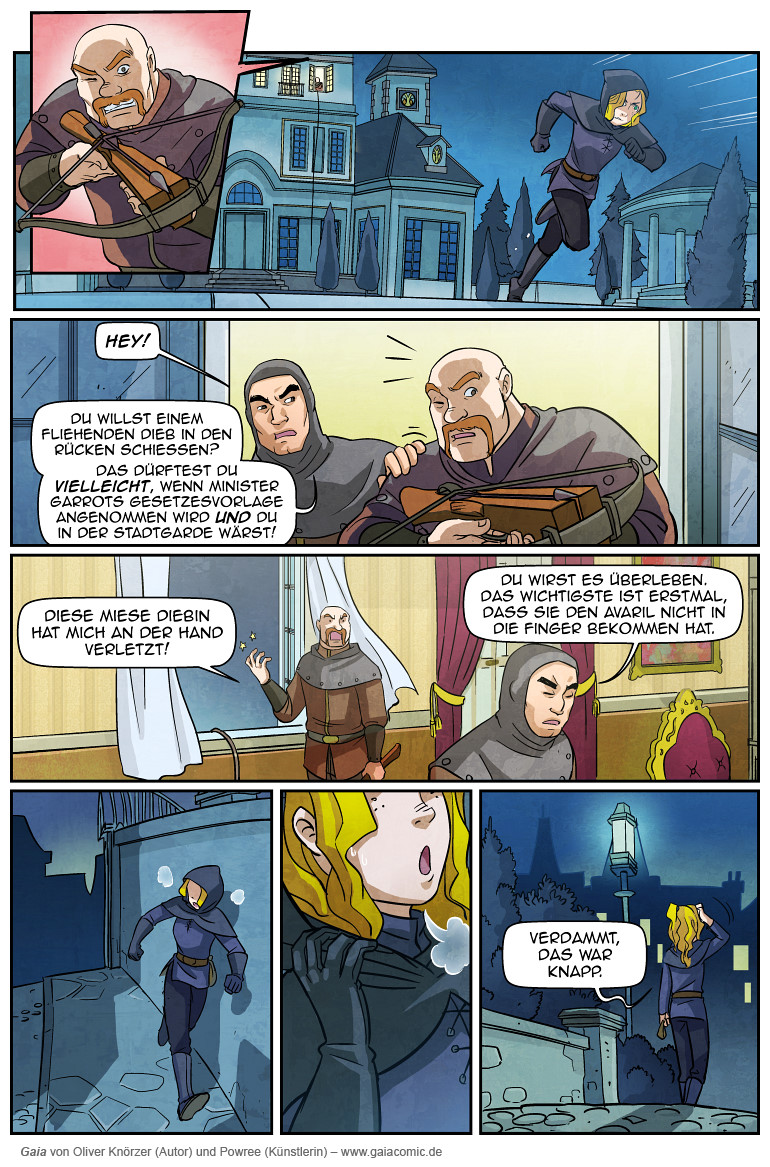 HEY!
DU WILLST EINEM
FLIEHENDEN DIEB IN DEN
RÜCKEN SCHIESSEN?
DAS DÜRFTEST DU
VIELLEICHT, WENN MINISTER
GARROTS GESETZESVORLAGE
ANGENOMMEN WIRD UND DU
IN DER STADTGARDE WÄRST!
DIESE MIESE DIEBIN
HAT MICH AN DER HAND
VERLETZT!
DU WIRST ES ÜBERLEBEN.
DAS WICHTIGSTE IST ERSTMAL,
DASS SIE DEN AVARIL NICHT IN
DIE FINGER BEKOMMEN HAT.
VERDAMMT,
DAS WAR
KNAPP.
Gaia von Oliver Knörzer (Autor) und Powree (Künstlerin) – www.gaiacomic.de